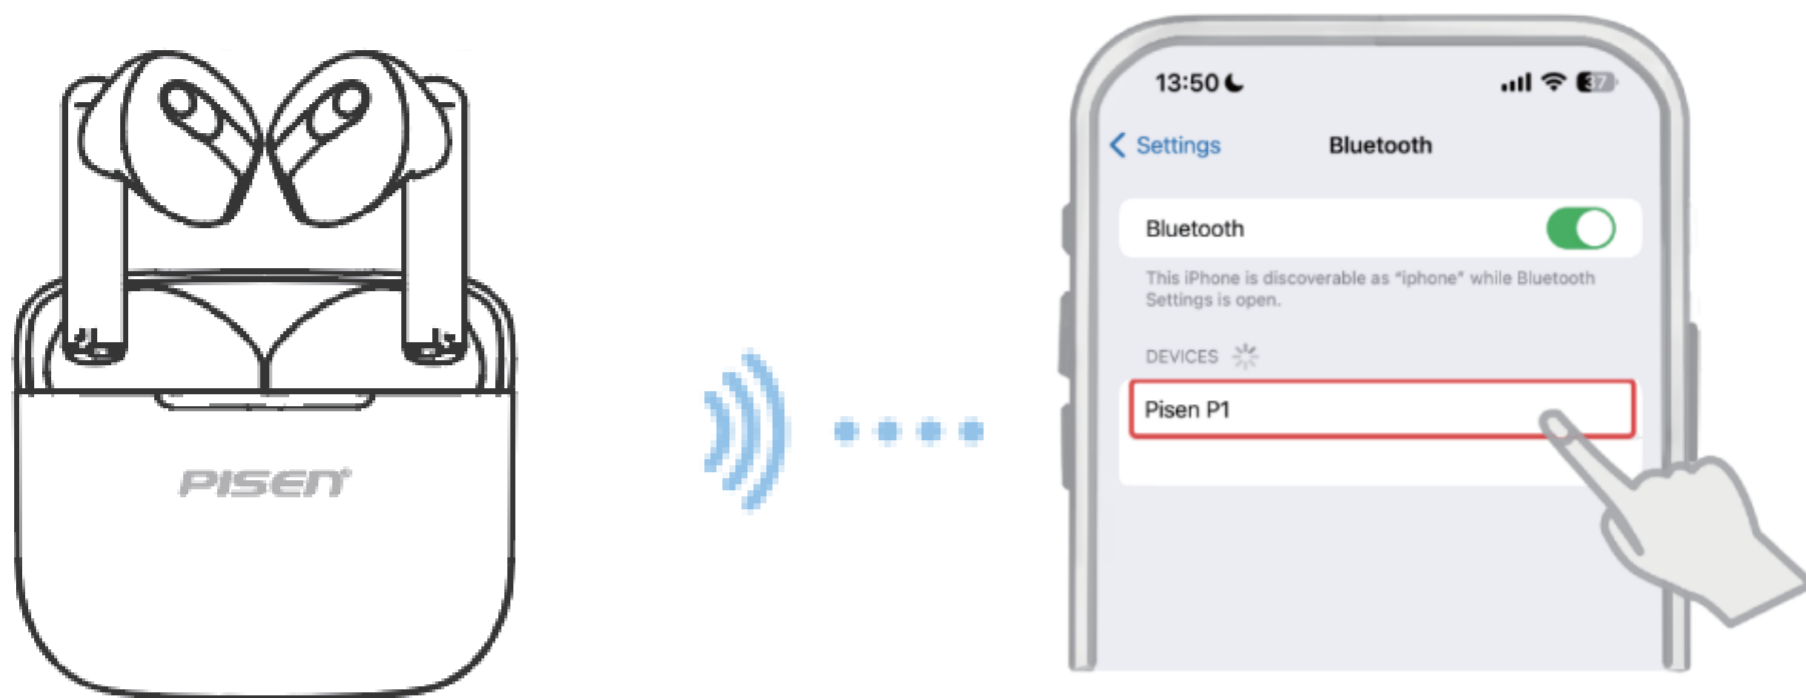 PISEN
13:50
37
Settings
Bluetooth
Bluetooth
This iPhone is discoverable as “iphone” while Bluetooth
Settings is open.
DEVICES
Pisen P1